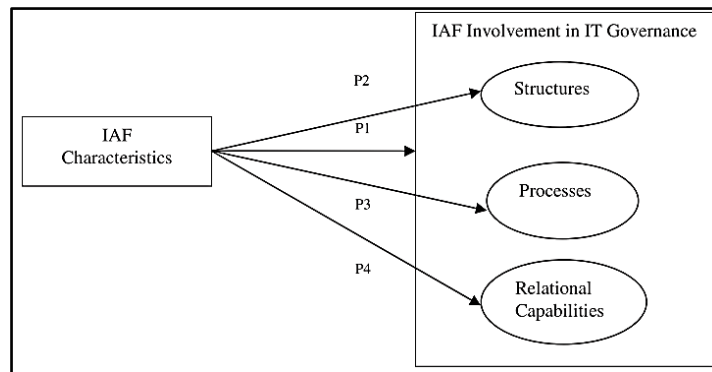 IAF Involvement in IT Governance
P2
Structures
P1
IAF
Characteristics
Processes
P3
P4
Relational
Capabilities